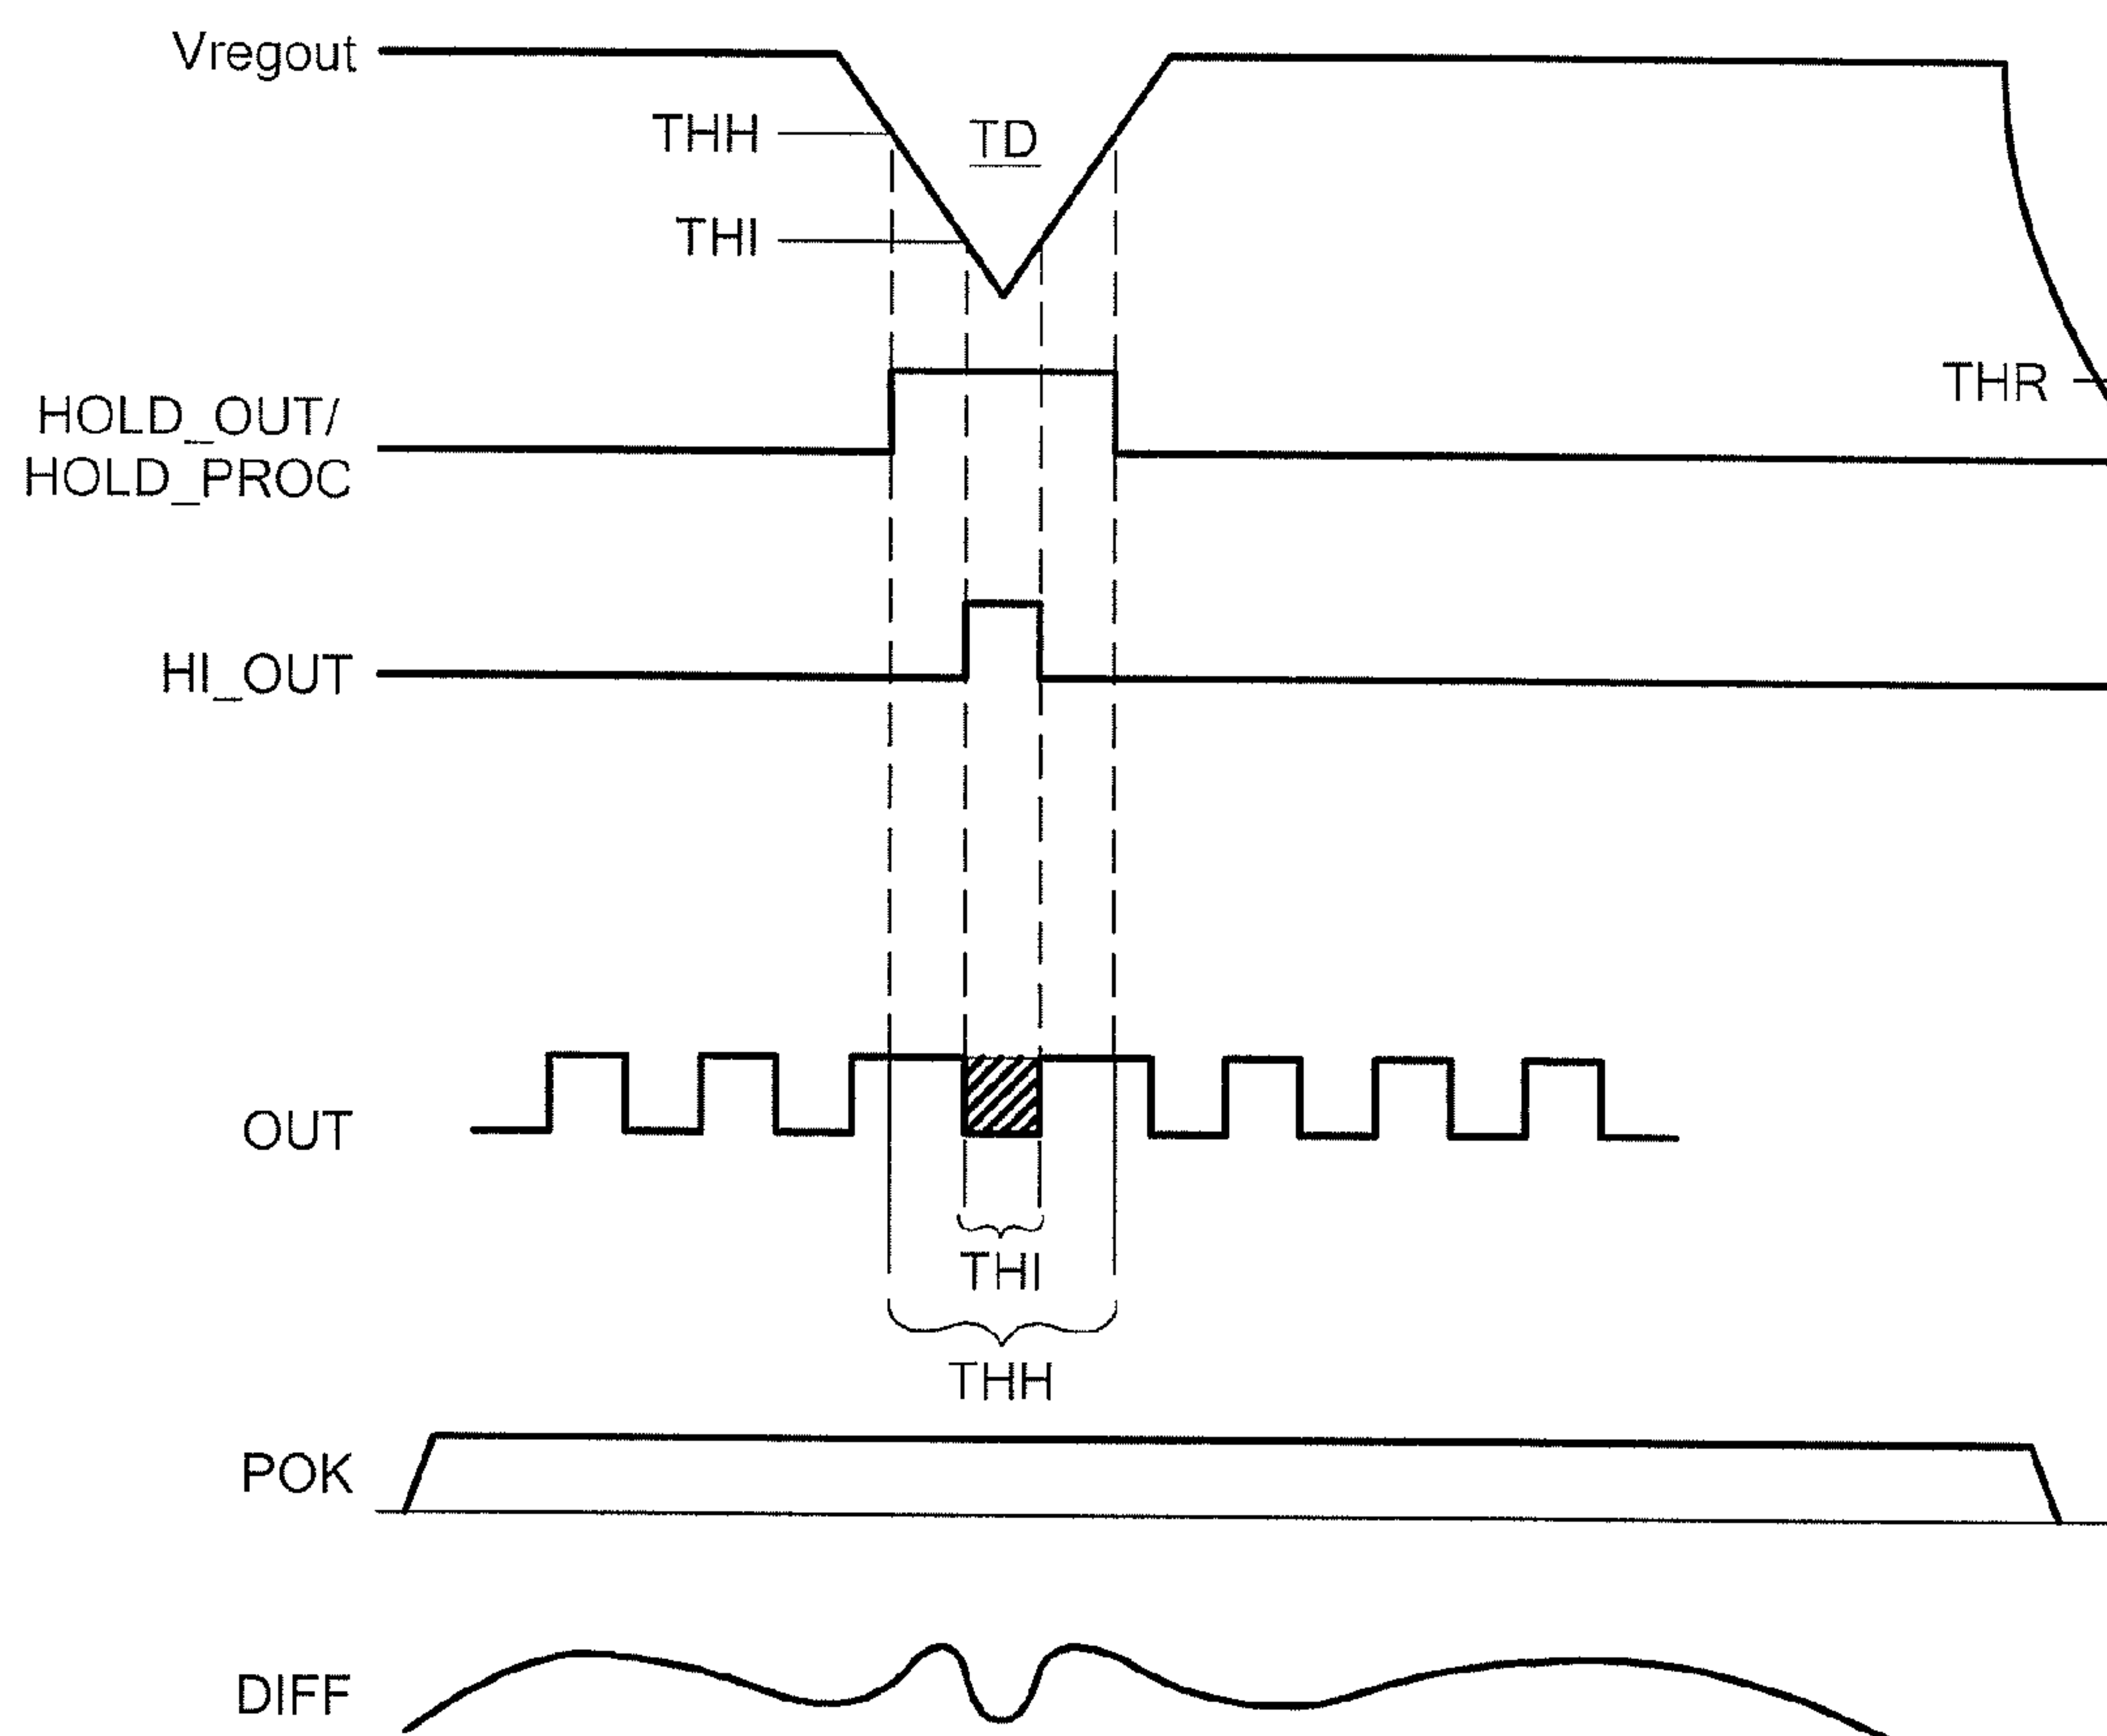 Vregout
THH
TD
THI
THR
HOLD_OUT/
HOLD_PROC
HI_OUT
OUT
THI
THH
POK
DIFF